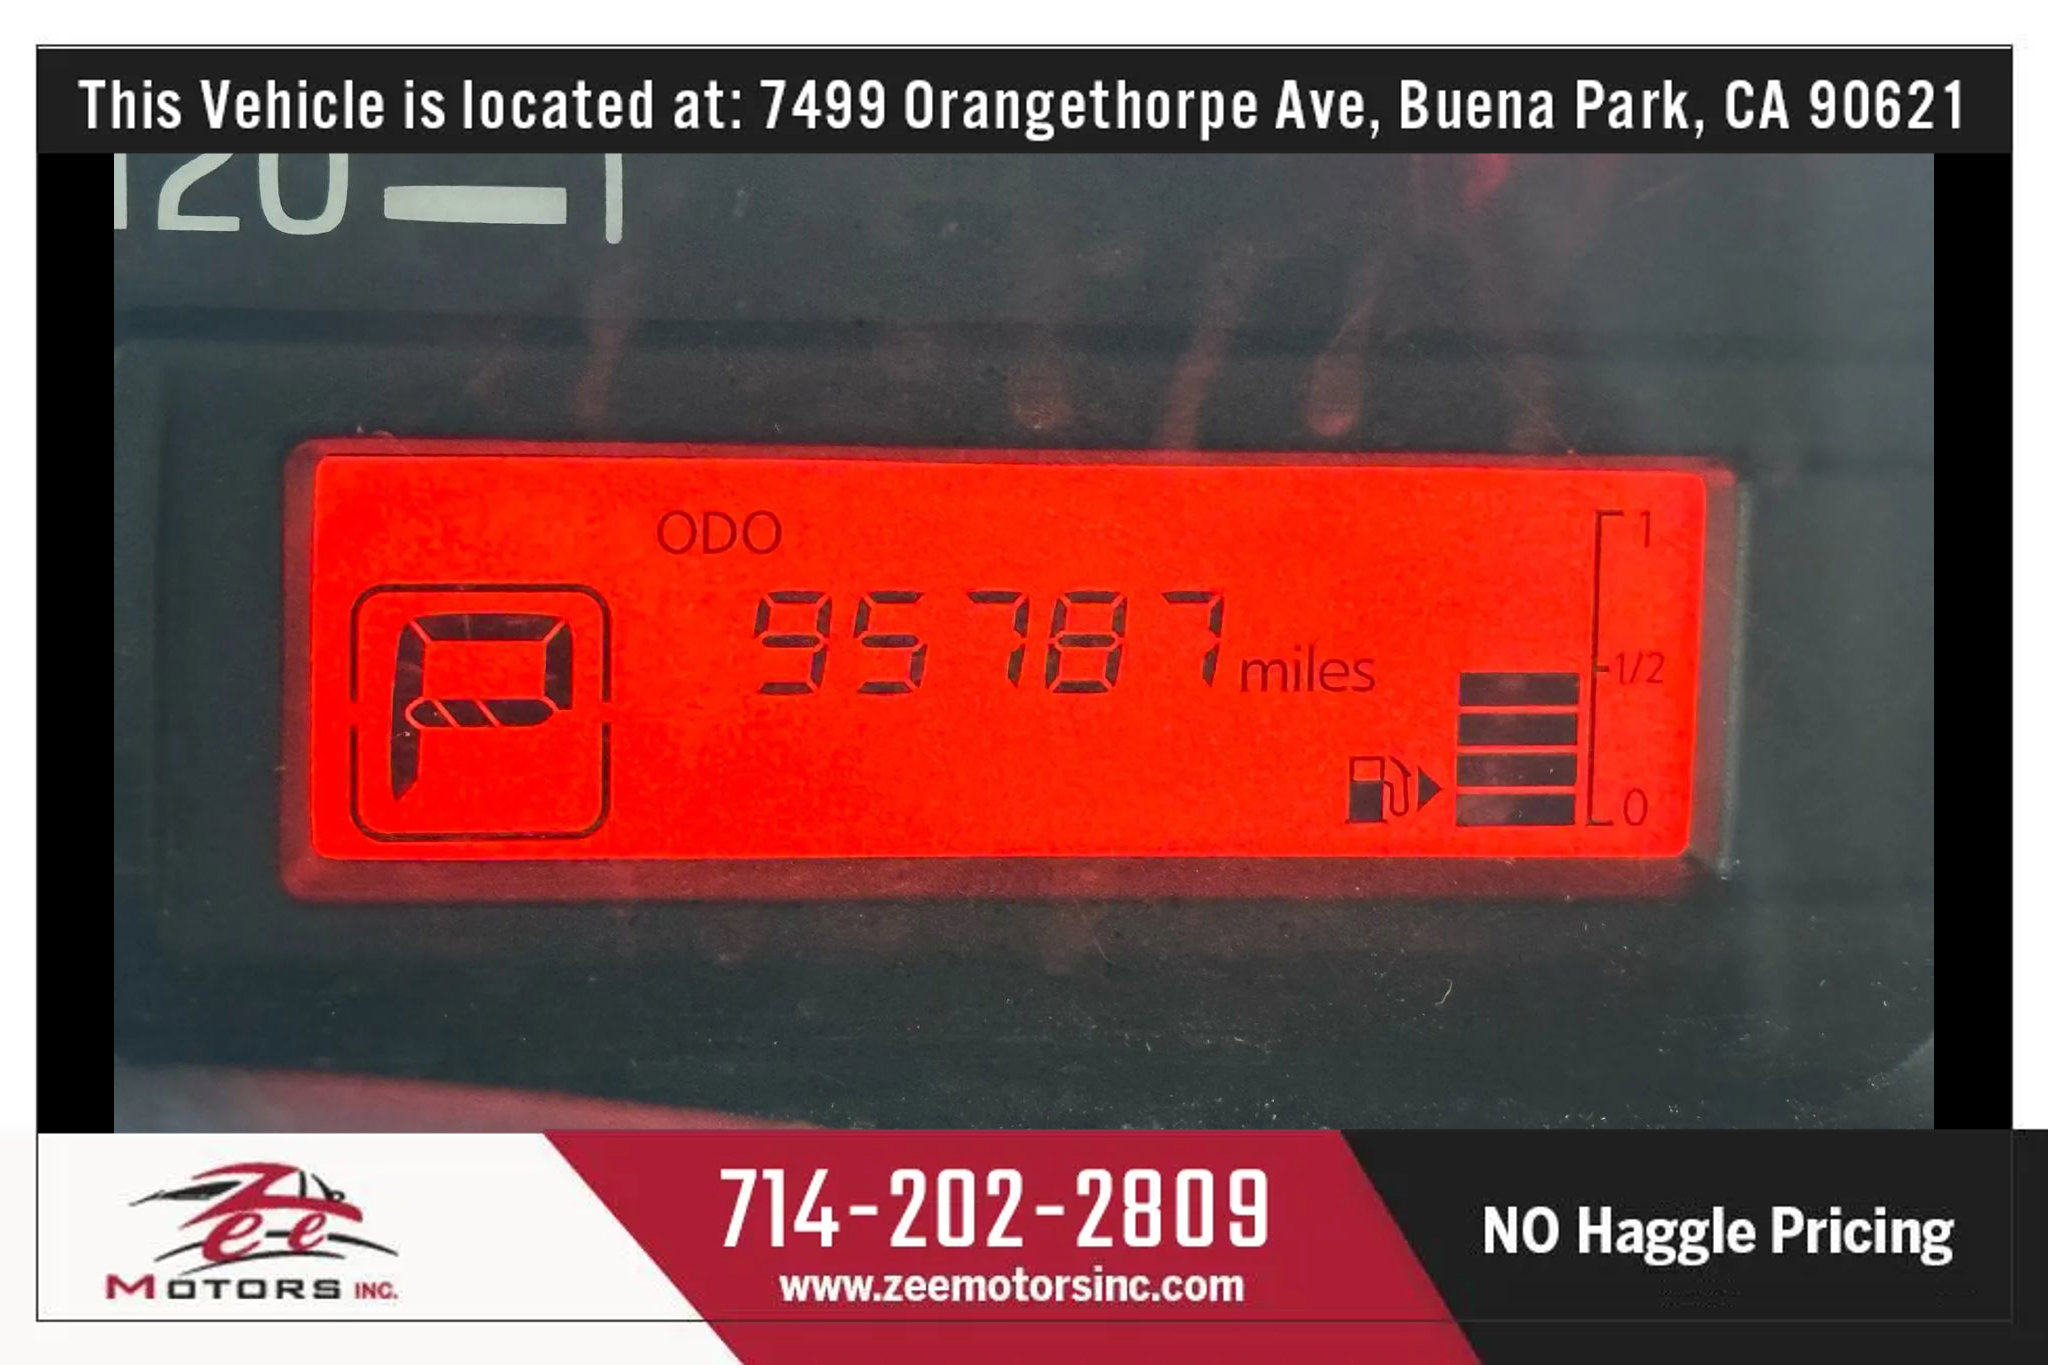 This Vehicle is located at: 7499 Orangethorpe Ave, Buena Park, CA 90621
120
ODO
1
95787 miles
1/2
P
0
Zee
MOTORS INC.
714-202-2809
www.zeemotorsinc.com
NO Haggle Pricing